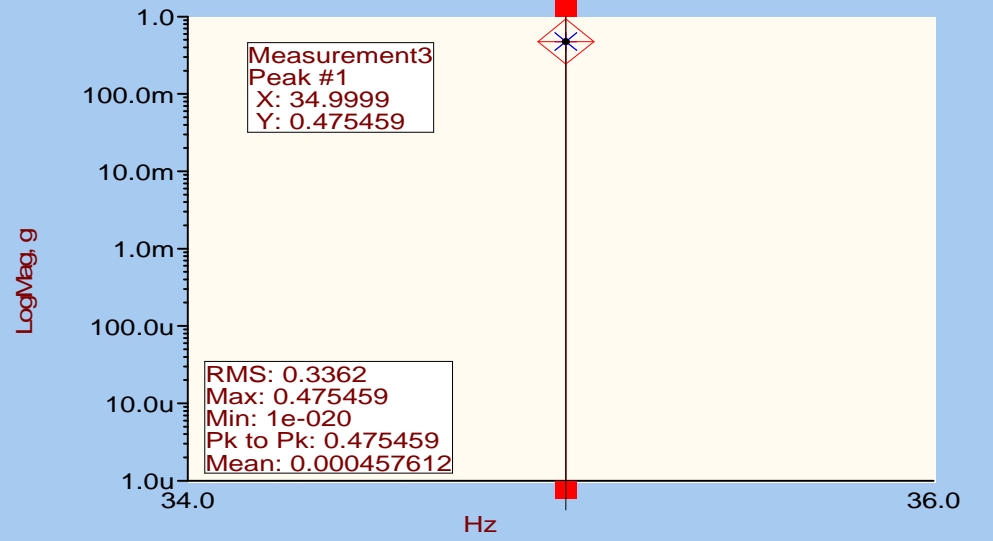 1.0
100.0m
10.0m
1.0m
100.0u
10.0u
1.0u
LogMag, g
Measurement3
Peak #1
X: 34.9999
Y: 0.475459
RMS: 0.3362
Max: 0.475459
Min: 1e-020
Pk to Pk: 0.475459
Mean: 0.000457612
34.0
36.0
Hz